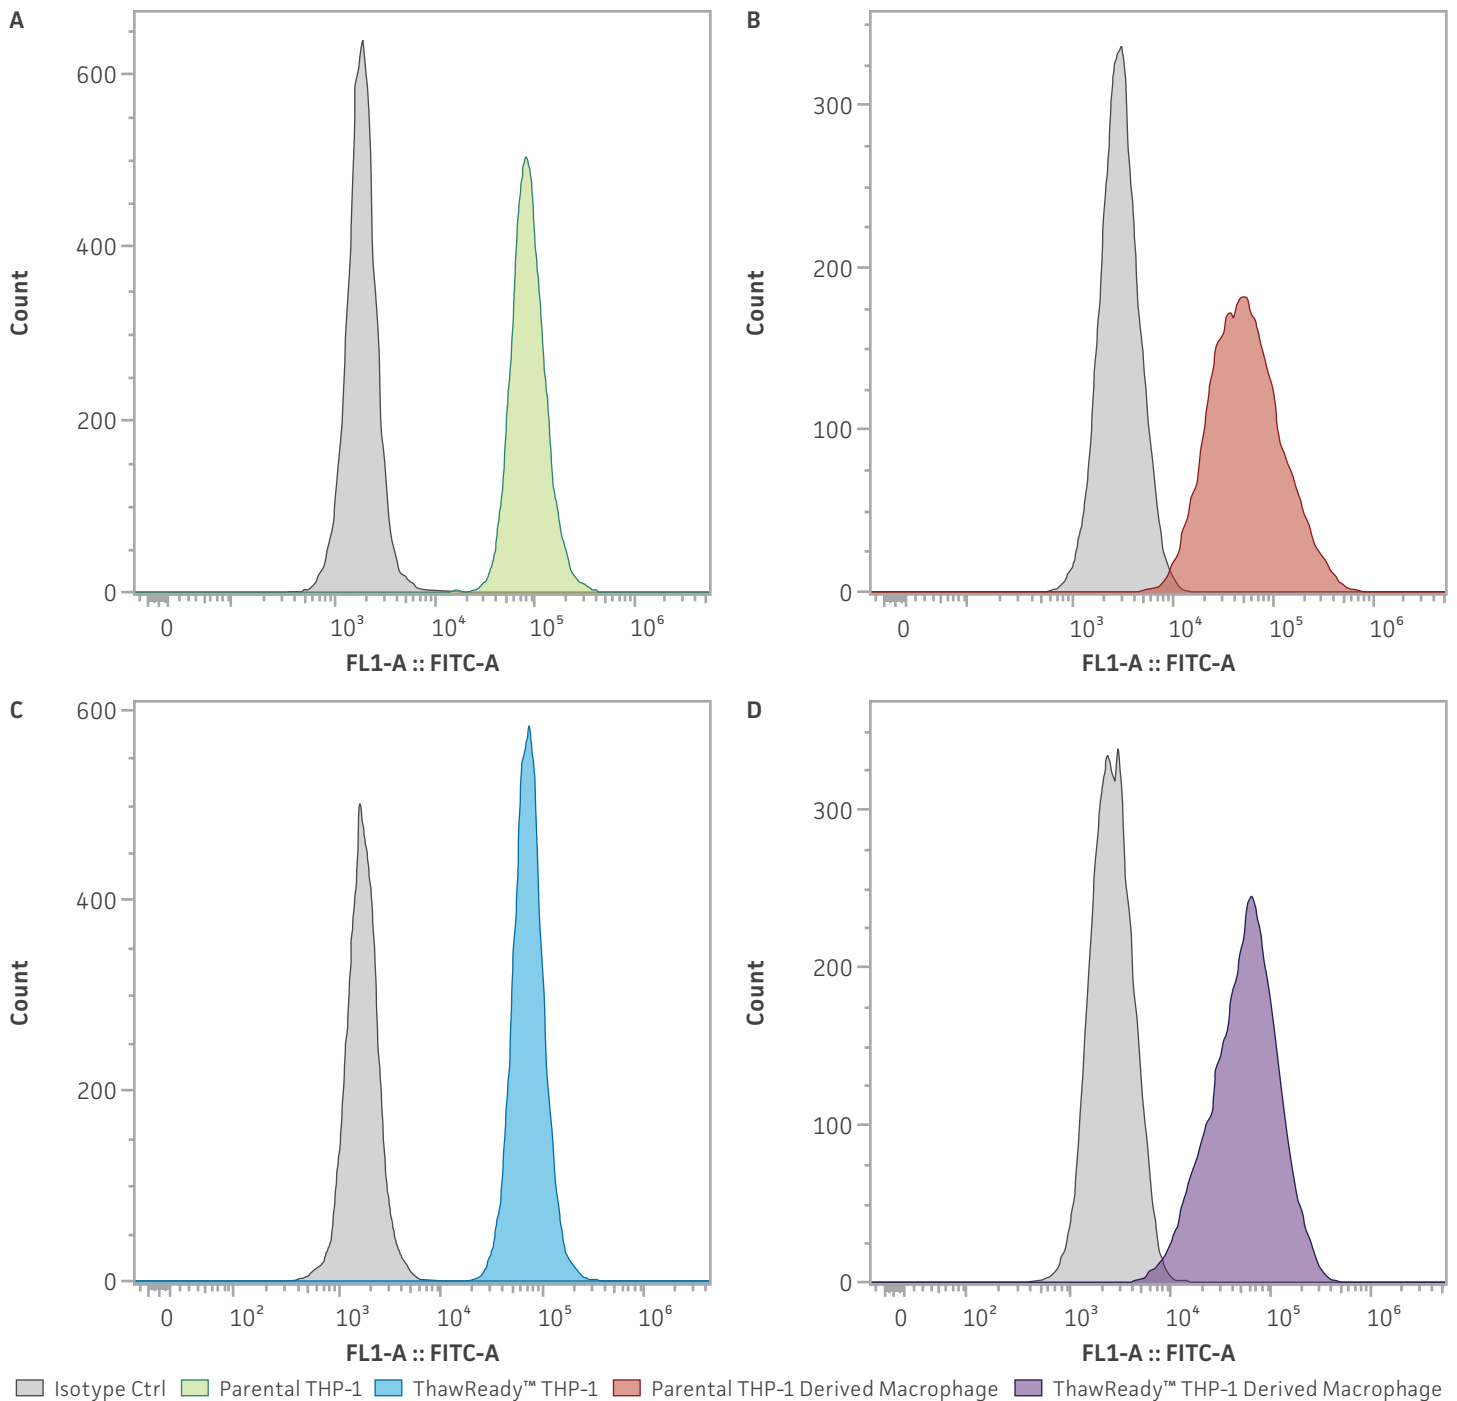 A
600
400
200
0
Count
0 10³ 10⁴ 10⁵ 10⁶
FL1-A :: FITC-A
B
300
200
100
0
Count
0 10³ 10⁴ 10⁵ 10⁶
FL1-A :: FITC-A
C
600
400
200
0
Count
0 10² 10³ 10⁴ 10⁵ 10⁶
FL1-A :: FITC-A
D
300
200
100
0
Count
0 10² 10³ 10⁴ 10⁵ 10⁶
FL1-A :: FITC-A
Isotype Ctrl Parental THP-1 ThawReady™ THP-1 Parental THP-1 Derived Macrophage ThawReady™ THP-1 Derived Macrophage